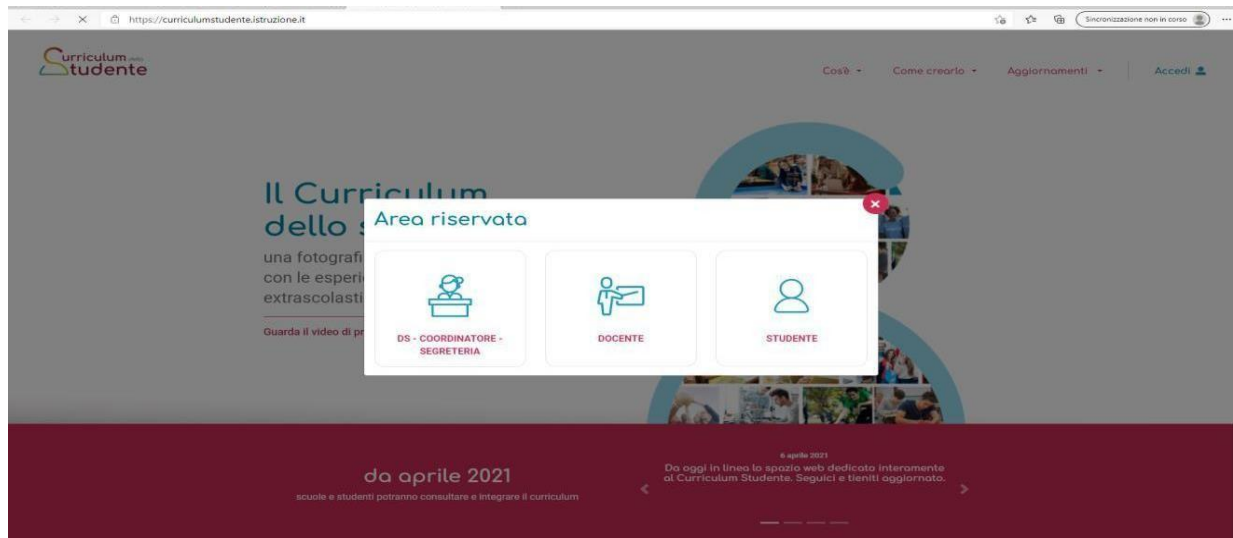 https://curriculumstudente.istruzione.it
Sincronizzazione non in corso
Curriculum dello
Studente
Cos'è
Come crearlo
Aggiornamenti
Accedi
Il Curriculum
dello
una fotografi
con le esperi
extrascolasti
Guarda il video di pr
Area riservata
DS - COORDINATORE -
SEGRETERIA
DOCENTE
STUDENTE
da aprile 2021
scuole e studenti potranno consultare e integrare il curriculum
6 aprile 2021
Da oggi in linea lo spazio web dedicato interamente
al Curriculum Studente. Seguici e tieniti aggiornato.